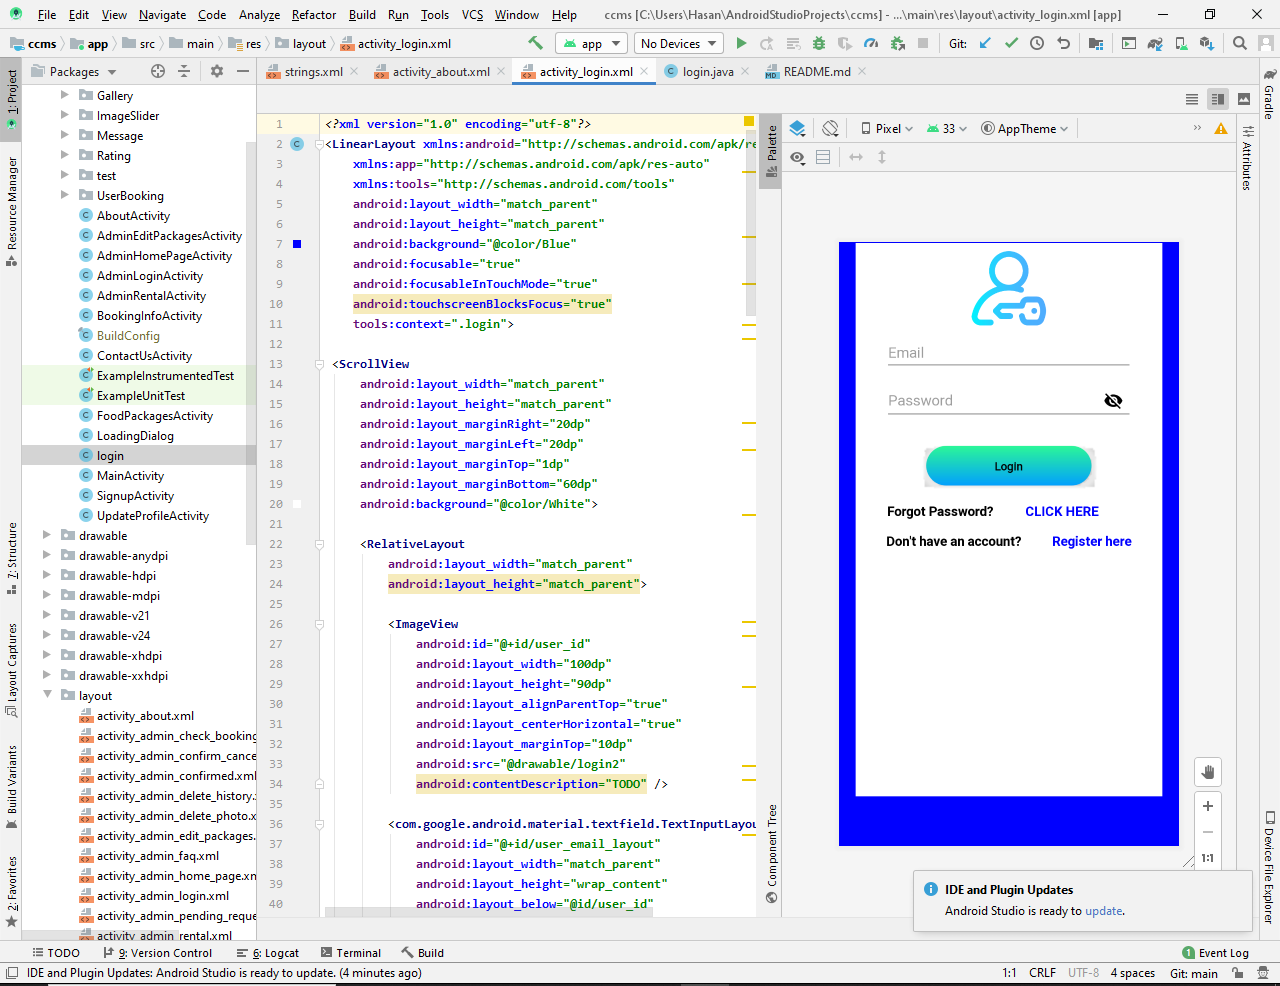 File Edit View Navigate Code Analyze Refactor Build Run Tools VCS Window Help ccms [C:\Users\Hasan\AndroidStudioProjects\ccms] - ...\main\res\layout\activity_login.xml [app]
ccms app src main res layout activity_login.xml app No Devices Git:
1: Project
Resource Manager
7: Structure
Layout Captures
Build Variants
2: Favorites
Packages
Gallery
ImageSlider
Message
Rating
test
UserBooking
AboutActivity
AdminEditPackagesActivity
AdminHomePageActivity
AdminLoginActivity
AdminRentalActivity
BookingInfoActivity
BuildConfig
ContactUsActivity
ExampleInstrumentedTest
ExampleUnitTest
FoodPackagesActivity
LoadingDialog
login
MainActivity
SignupActivity
UpdateProfileActivity
drawable
drawable-anydpi
drawable-hdpi
drawable-mdpi
drawable-v21
drawable-v24
drawable-xhdpi
drawable-xxhdpi
layout
activity_about.xml
activity_admin_check_booking
activity_admin_confirm_cance
activity_admin_confirmed.xml
activity_admin_delete_history.x
activity_admin_delete_photo.x
activity_admin_edit_packages.
activity_admin_faq.xml
activity_admin_home_page.xm
activity_admin_login.xml
activity_admin_pending_reque
activity_admin_rental.xml
strings.xml activity_about.xml activity_login.xml login.java README.md
1 <?xml version="1.0" encoding="utf-8"?>
2 <LinearLayout xmlns:android="http://schemas.android.com/apk/re
3 xmlns:app="http://schemas.android.com/apk/res-auto"
4 xmlns:tools="http://schemas.android.com/tools"
5 android:layout_width="match_parent"
6 android:layout_height="match_parent"
7 android:background="@color/Blue"
8 android:focusable="true"
9 android:focusableInTouchMode="true"
10 android:touchscreenBlocksFocus="true"
11 tools:context=".login">
12
13 <ScrollView
14 android:layout_width="match_parent"
15 android:layout_height="match_parent"
16 android:layout_marginRight="20dp"
17 android:layout_marginLeft="20dp"
18 android:layout_marginTop="1dp"
19 android:layout_marginBottom="60dp"
20 android:background="@color/White">
21
22 <RelativeLayout
23 android:layout_width="match_parent"
24 android:layout_height="match_parent">
25
26 <ImageView
27 android:id="@+id/user_id"
28 android:layout_width="100dp"
29 android:layout_height="90dp"
30 android:layout_alignParentTop="true"
31 android:layout_centerHorizontal="true"
32 android:layout_marginTop="10dp"
33 android:src="@drawable/login2"
34 android:contentDescription="TODO" />
35
36 <com.google.android.material.textfield.TextInputLayou
37 android:id="@+id/user_email_layout"
38 android:layout_width="match_parent"
39 android:layout_height="wrap_content"
40 android:layout_below="@id/user_id"
Palette
Component Tree
Pixel 33 AppTheme
Email
Password
Login
Forgot Password? CLICK HERE
Don't have an account? Register here
1:1
Attributes
Gradle
Device File Explorer
IDE and Plugin Updates
Android Studio is ready to update.
TODO 9: Version Control 6: Logcat Terminal Build 1 Event Log
IDE and Plugin Updates: Android Studio is ready to update. (4 minutes ago) 1:1 CRLF UTF-8 4 spaces Git: main